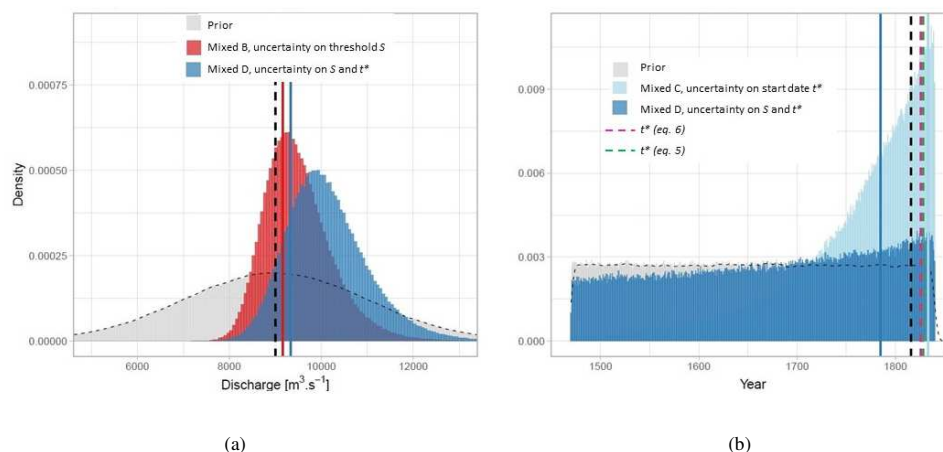 Prior
Mixed B, uncertainty on threshold S
Mixed D, uncertainty on S and t*
0.00075
0.00050
0.00025
0.00000
Density
6000 8000 10000 12000
Discharge [m³.s⁻¹]
(a)
Prior
Mixed C, uncertainty on start date t*
Mixed D, uncertainty on S and t*
t* (eq. 6)
t* (eq. 5)
0.009
0.006
0.003
0.000
1500 1600 1700 1800
Year
(b)